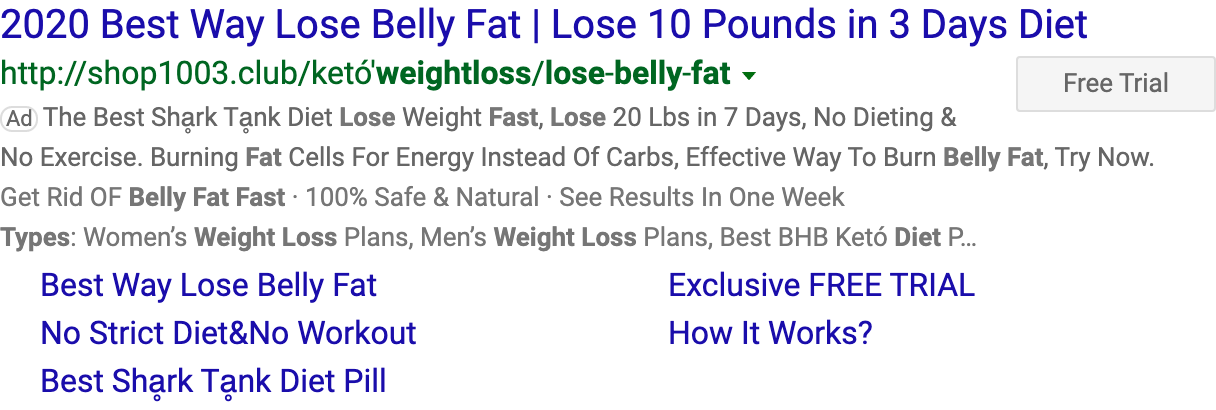 2020 Best Way Lose Belly Fat | Lose 10 Pounds in 3 Days Diet
http://shop1003.club/ketó'weightloss/lose-belly-fat
Free Trial
Ad The Best Shḁrk Tḁnk Diet Lose Weight Fast, Lose 20 Lbs in 7 Days, No Dieting &
No Exercise. Burning Fat Cells For Energy Instead Of Carbs, Effective Way To Burn Belly Fat, Try Now.
Get Rid OF Belly Fat Fast · 100% Safe & Natural · See Results In One Week
Types: Women’s Weight Loss Plans, Men’s Weight Loss Plans, Best BHB Ketó Diet P...
Best Way Lose Belly Fat
Exclusive FREE TRIAL
No Strict Diet&No Workout
How It Works?
Best Shḁrk Tḁnk Diet Pill